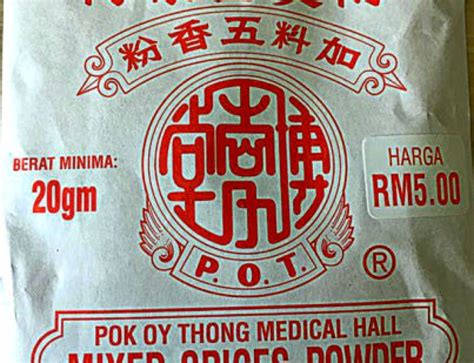 加料五香粉
BERAT MINIMA:
20gm
HARGA
RM5.00
P.O.T.
®
POK OY THONG MEDICAL HALL
MIXED SPICES POWDER